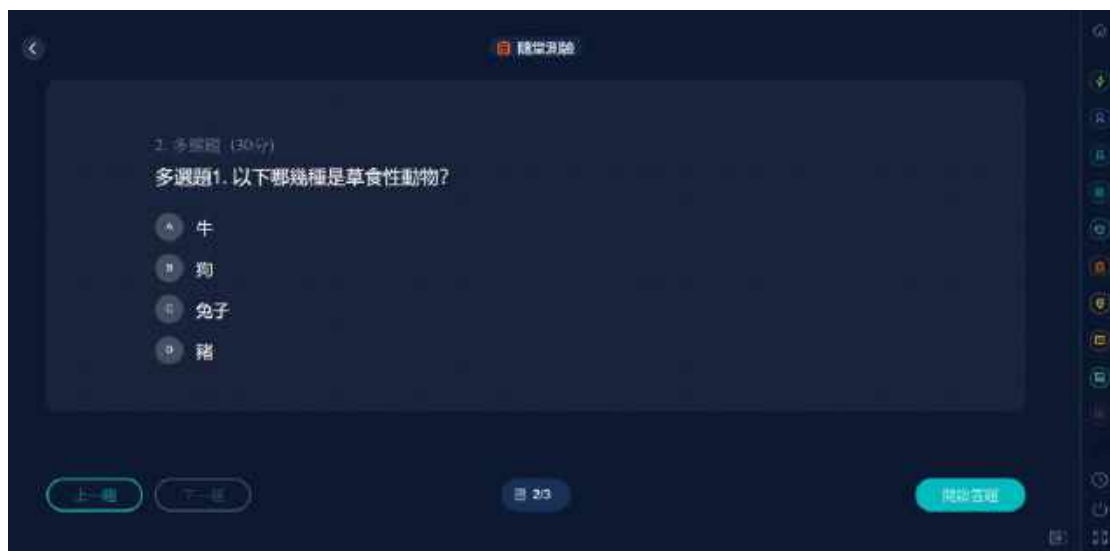 隨堂測驗
2. 多選題 (30分)
多選題1. 以下哪幾種是草食性動物?
A 牛
B 狗
C 兔子
D 豬
上一題
下一題
2/3
開始答題